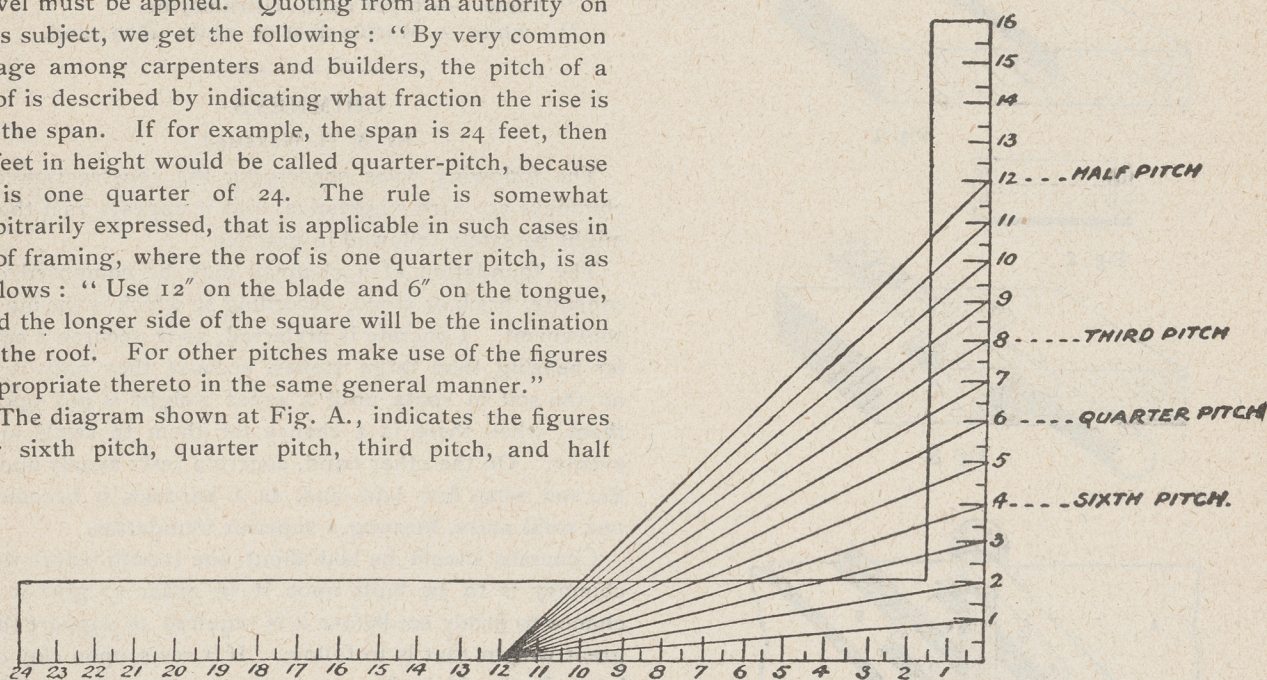 vel must be applied. Quoting from an authority on
s subject, we get the following : “ By very common
age among carpenters and builders, the pitch of a
of is described by indicating what fraction the rise is
the span. If for example, the span is 24 feet, then
feet in height would be called quarter-pitch, because
is one quarter of 24. The rule is somewhat
bitrarily expressed, that is applicable in such cases in
of framing, where the roof is one quarter pitch, is as
lows : “ Use 12″ on the blade and 6″ on the tongue,
d the longer side of the square will be the inclination
the roof. For other pitches make use of the figures
propriate thereto in the same general manner.”
The diagram shown at Fig. A., indicates the figures
r sixth pitch, quarter pitch, third pitch, and half
16
15
14
13
12 - - - HALF PITCH
11
10
9
8 - - - - - THIRD PITCH
7
6 - - - - QUARTER PITCH
5
4 - - - - SIXTH PITCH.
3
2
1
24 23 22 21 20 19 18 17 16 15 14 13 12 11 10 9 8 7 6 5 4 3 2 1